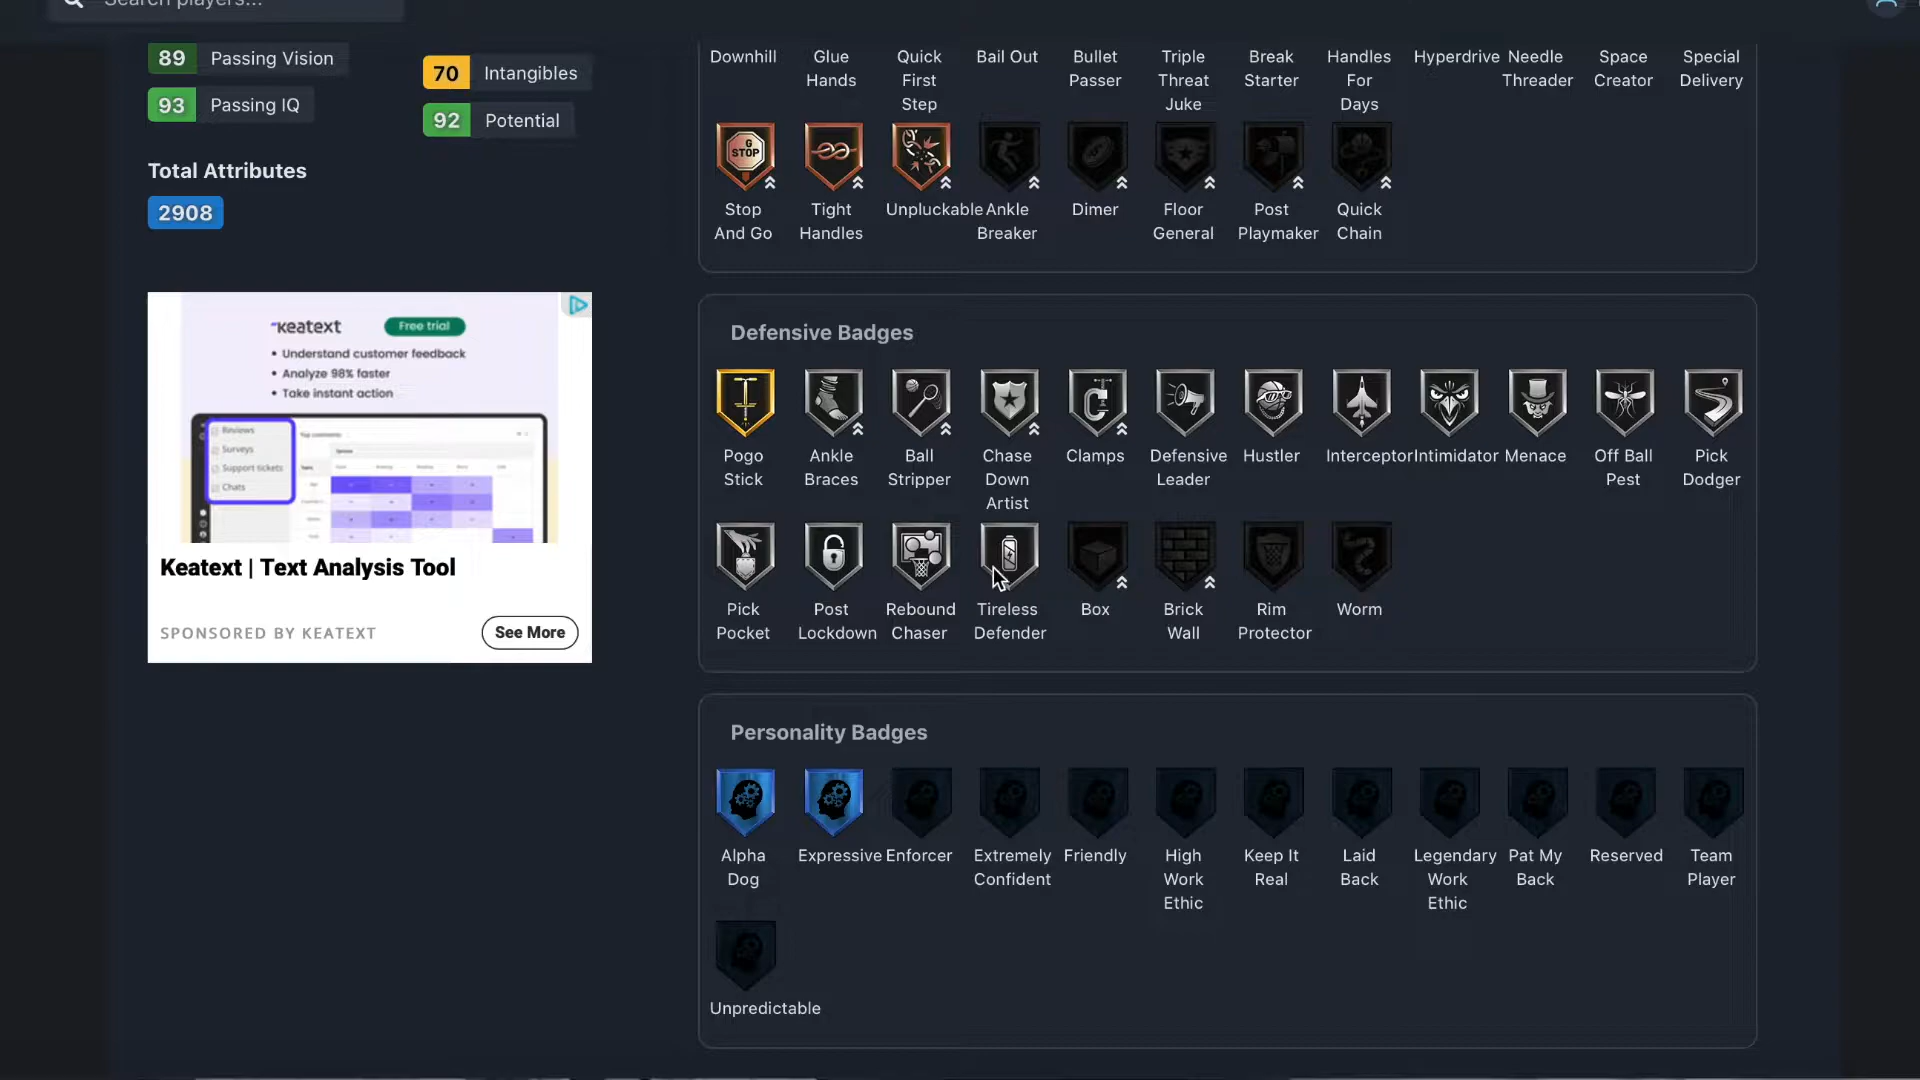 Search players...
89 Passing Vision
93 Passing IQ
70 Intangibles
92 Potential
Total Attributes
2908
Keatext
Free trial
• Understand customer feedback
• Analyze 98% faster
• Take instant action
Reviews
Surveys
Support tickets
Chats
Keatext | Text Analysis Tool
SPONSORED BY KEATEXT
See More
Downhill
Glue
Hands
Quick
First
Step
Bail Out
Bullet
Passer
Triple
Threat
Juke
Break
Starter
Handles
For
Days
Hyperdrive
Needle
Threader
Space
Creator
Special
Delivery
G
STOP
Stop
And Go
Tight
Handles
Unpluckable
Ankle
Breaker
Dimer
Floor
General
Post
Playmaker
Quick
Chain
Defensive Badges
Pogo
Stick
Ankle
Braces
Ball
Stripper
Chase
Down
Artist
Clamps
Defensive
Leader
Hustler
Interceptor
Intimidator
Menace
Off Ball
Pest
Pick
Dodger
Pick
Pocket
Post
Lockdown
Rebound
Chaser
Tireless
Defender
Box
Brick
Wall
Rim
Protector
Worm
Personality Badges
Alpha
Dog
Expressive
Enforcer
Extremely
Confident
Friendly
High
Work
Ethic
Keep It
Real
Laid
Back
Legendary
Work
Ethic
Pat My
Back
Reserved
Team
Player
Unpredictable